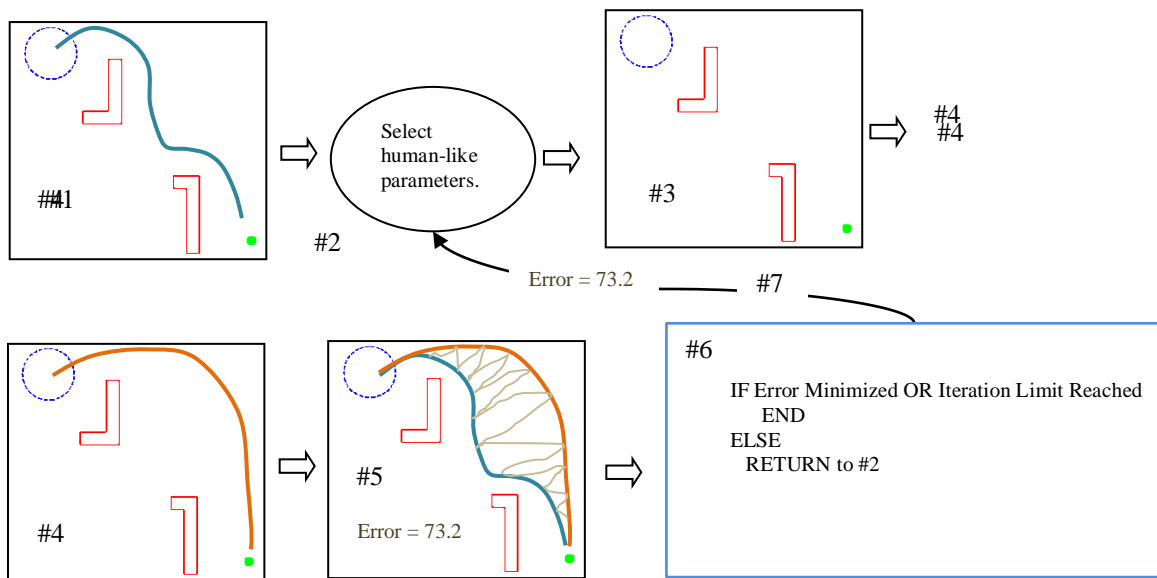 #41
Select
human-like
parameters.
#2
#3
#4
#4
Error = 73.2
#7
#4
#5
Error = 73.2
#6
IF Error Minimized OR Iteration Limit Reached
END
ELSE
RETURN to #2